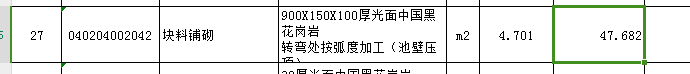 27 040204002042 块料铺砌 900X150X100厚光面中国黑
花岗岩
转弯处按弧度加工（池壁压
顶） m2 4.701 47.682